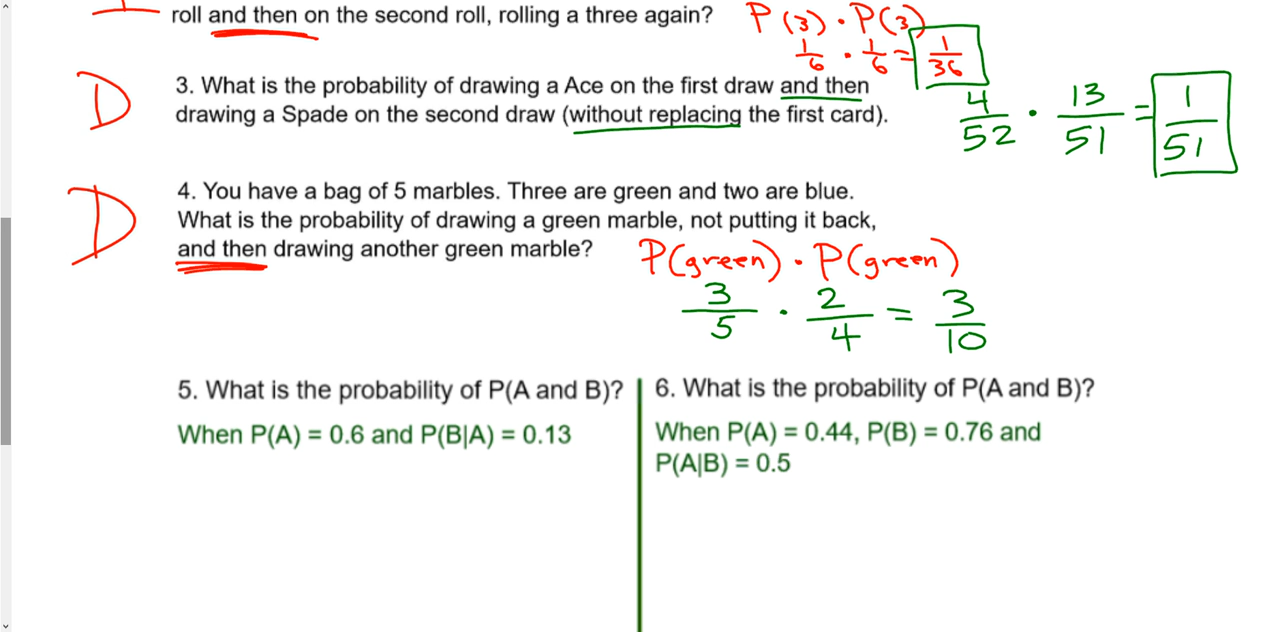 roll and then on the second roll, rolling a three again?
P(3) · P(3)
1/6 · 1/6 = 1/36
D
3. What is the probability of drawing a Ace on the first draw and then
drawing a Spade on the second draw (without replacing the first card).
4/52 · 13/51 = 1/51
D
4. You have a bag of 5 marbles. Three are green and two are blue.
What is the probability of drawing a green marble, not putting it back,
and then drawing another green marble?
P(green) · P(green)
3/5 · 2/4 = 3/10
5. What is the probability of P(A and B)?
When P(A) = 0.6 and P(B|A) = 0.13
6. What is the probability of P(A and B)?
When P(A) = 0.44, P(B) = 0.76 and
P(A|B) = 0.5